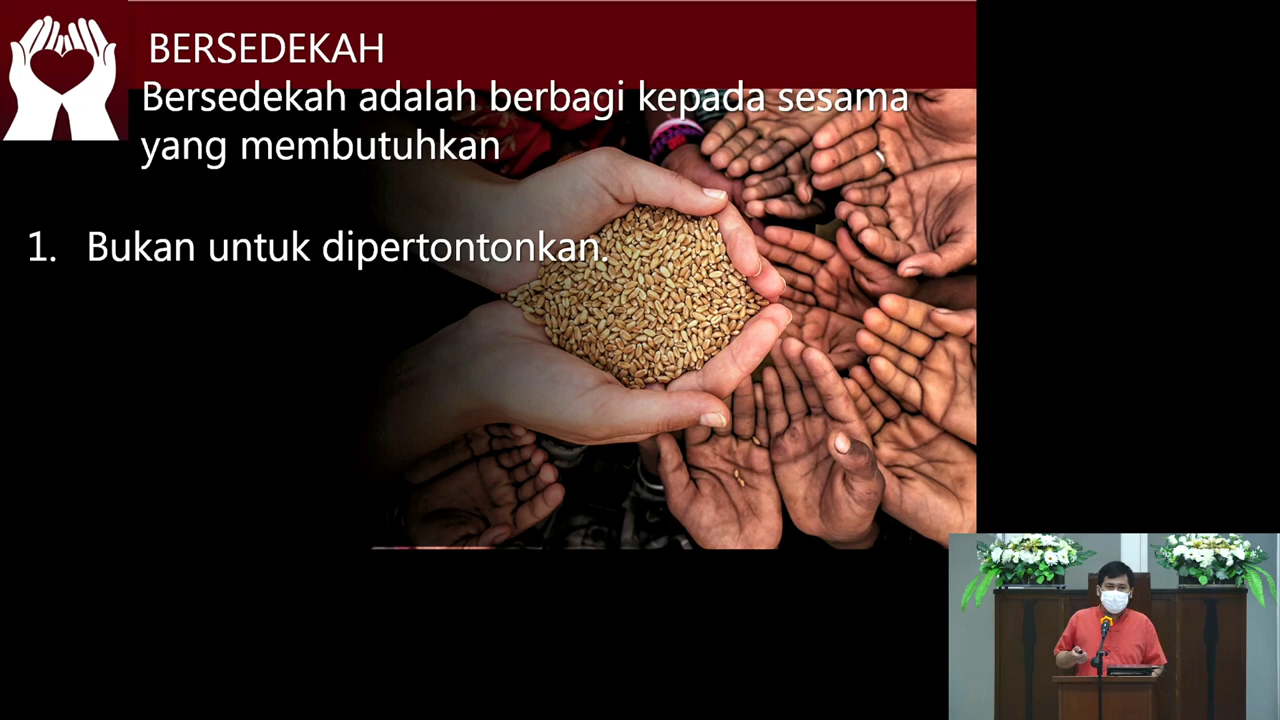 BERSEDEKAH
Bersedekah adalah berbagi kepada sesama
yang membutuhkan
1. Bukan untuk dipertontonkan.